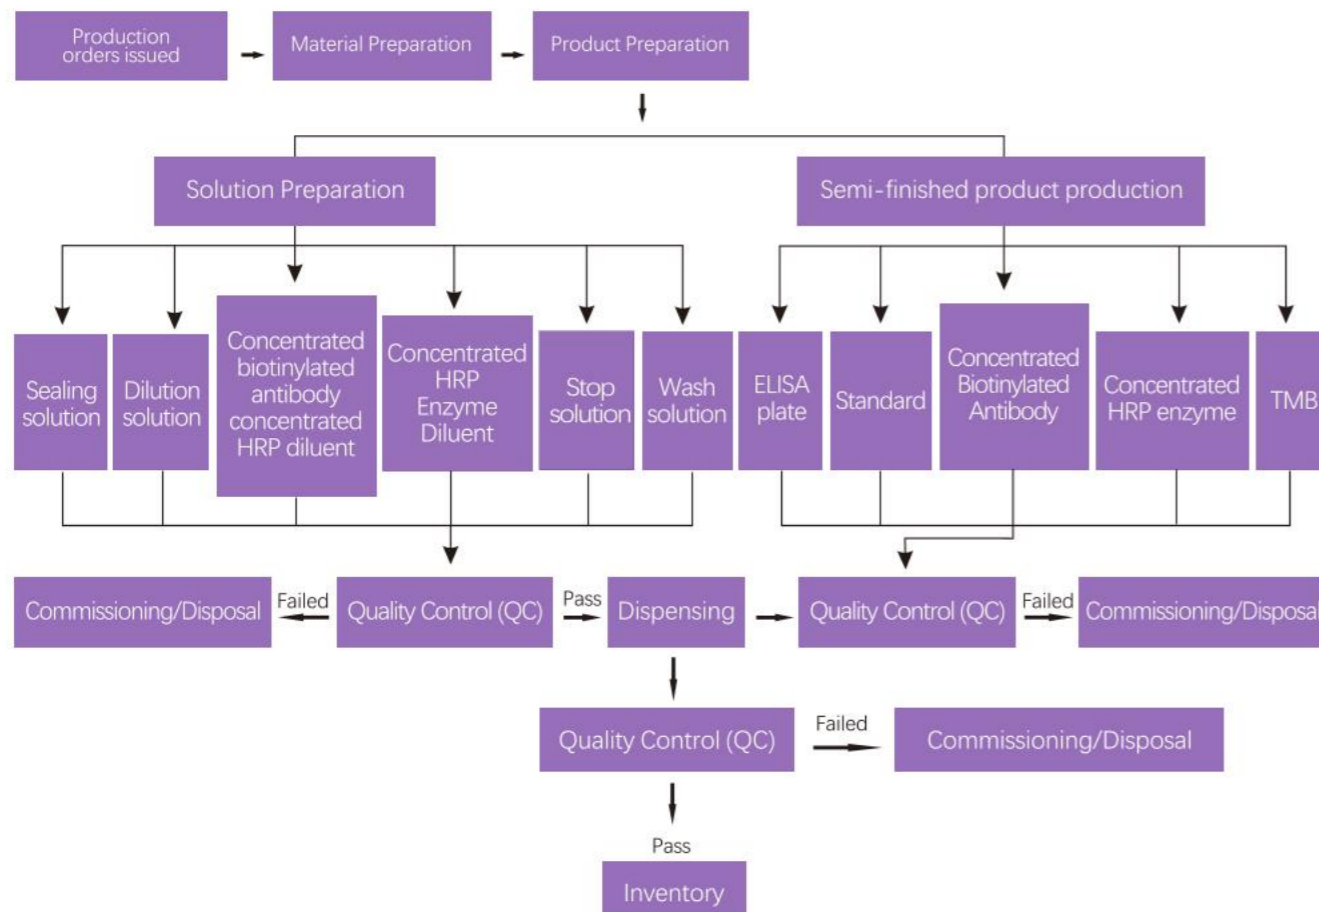 Production
orders issued
Material Preparation
Product Preparation
Solution Preparation
Semi-finished product production
Sealing
solution
Dilution
solution
Concentrated
biotinylated
antibody
concentrated
HRP diluent
Concentrated
HRP
Enzyme
Diluent
Stop
solution
Wash
solution
ELISA
plate
Standard
Concentrated
Biotinylated
Antibody
Concentrated
HRP enzyme
TMB
Commissioning/Disposal
Failed
Quality Control (QC)
Pass
Dispensing
Quality Control (QC)
Failed
Commissioning/Disposal
Quality Control (QC)
Failed
Commissioning/Disposal
Pass
Inventory